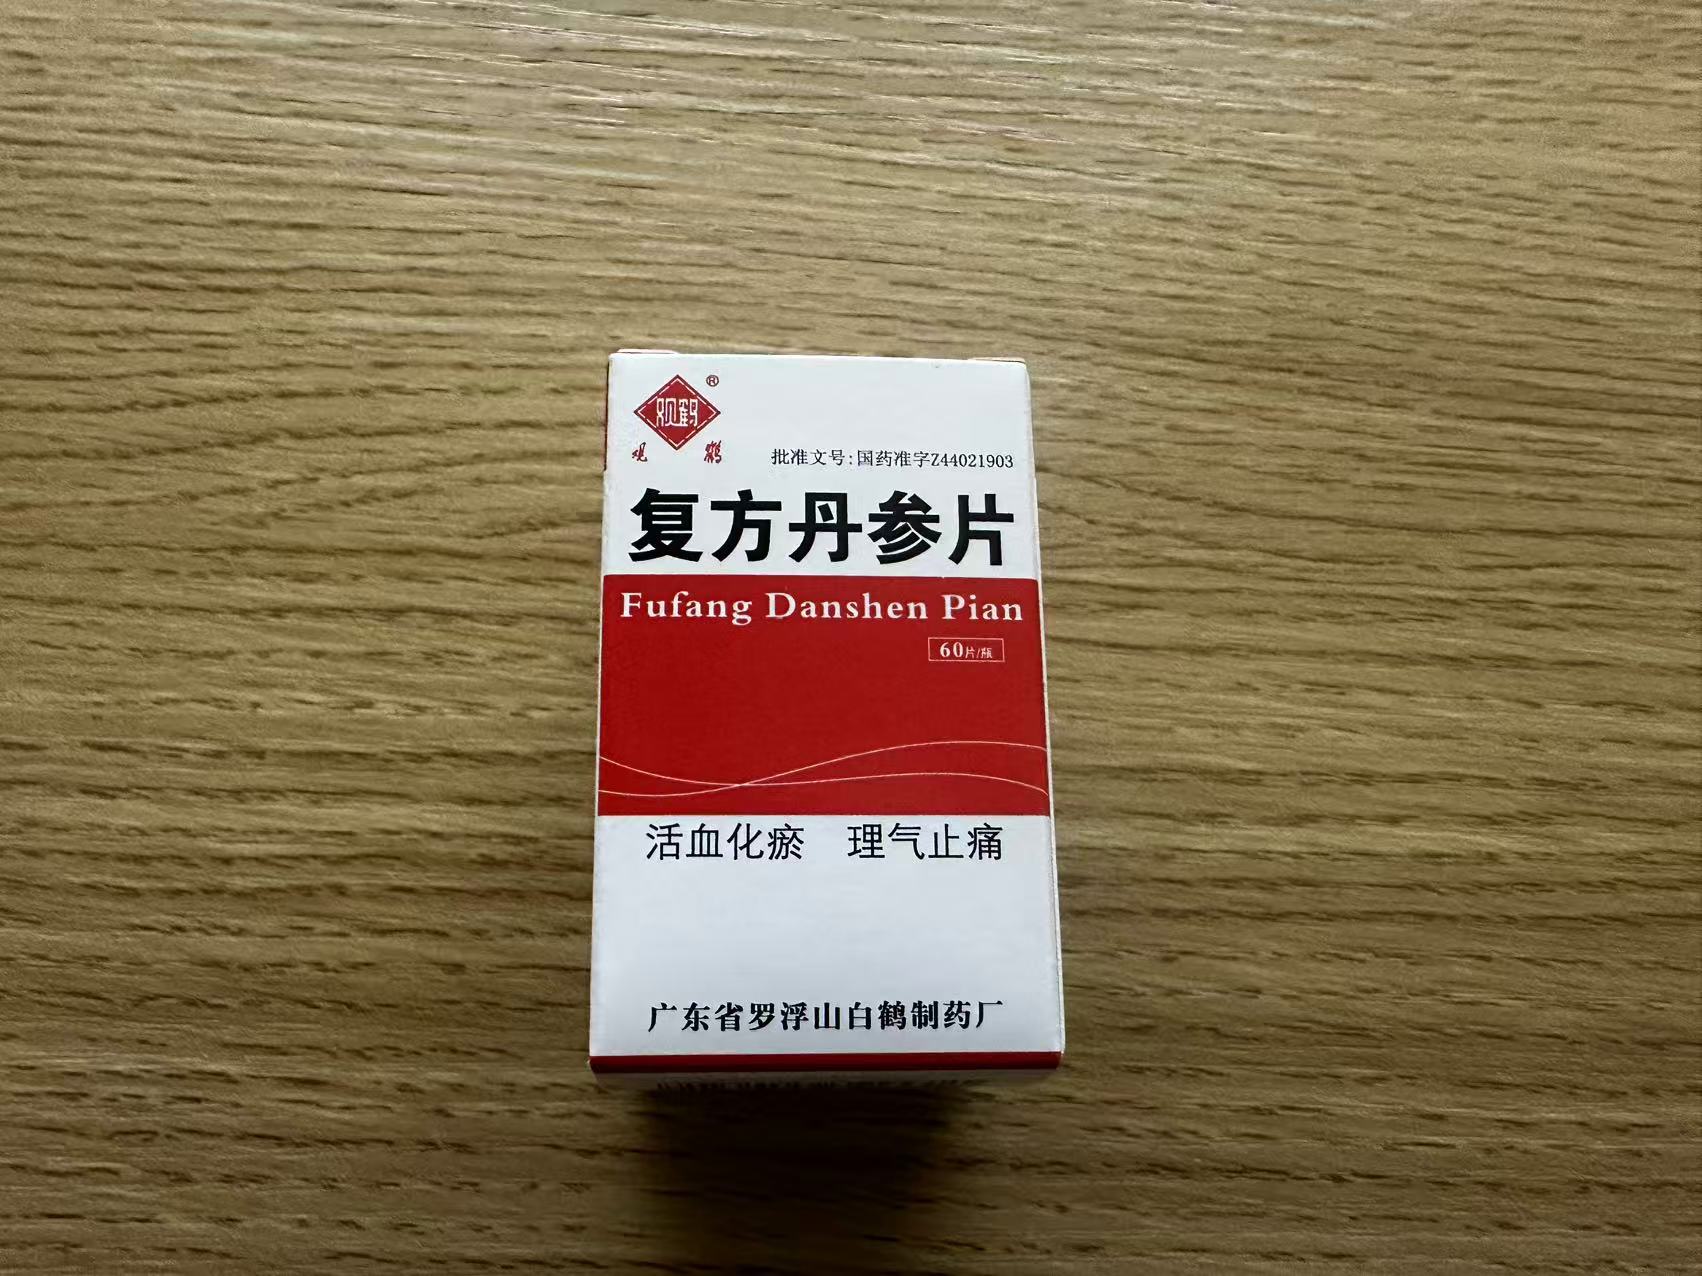 观鹤®
观 鹤
批准文号:国药准字Z44021903
复方丹参片
Fufang Danshen Pian
60片/瓶
活血化瘀 理气止痛
广东省罗浮山白鹤制药厂